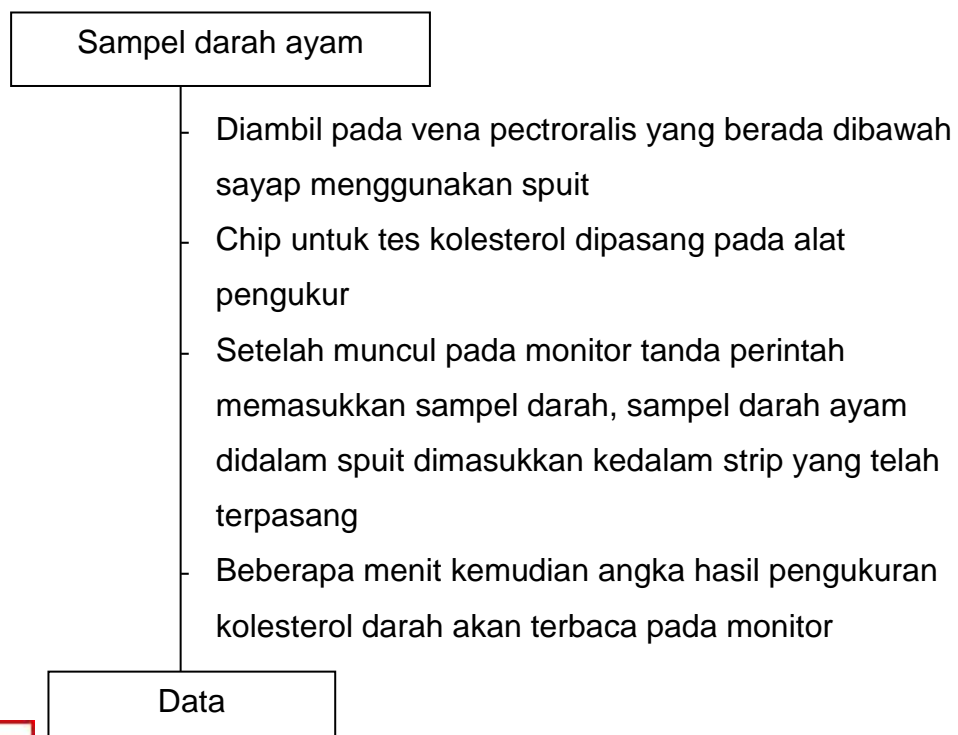 Sampel darah ayam
- Diambil pada vena pectroralis yang berada dibawah
sayap menggunakan spuit
- Chip untuk tes kolesterol dipasang pada alat
pengukur
- Setelah muncul pada monitor tanda perintah
memasukkan sampel darah, sampel darah ayam
didalam spuit dimasukkan kedalam strip yang telah
terpasang
- Beberapa menit kemudian angka hasil pengukuran
kolesterol darah akan terbaca pada monitor
Data